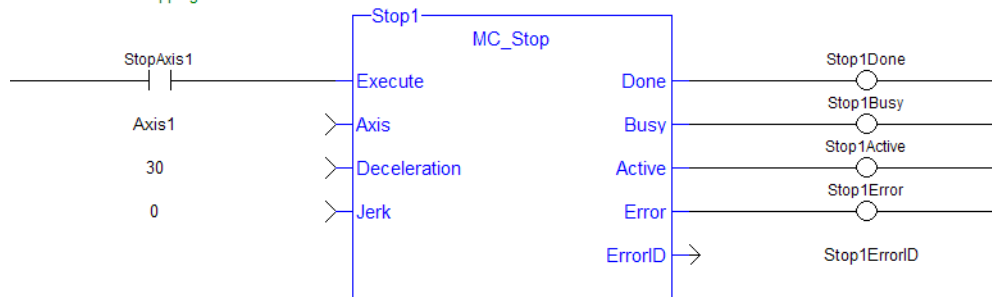 Stop1
MC_Stop
StopAxis1
Stop1Done
Execute
Done
Stop1Busy
Axis1
Axis
Busy
Stop1Active
30
Deceleration
Active
Stop1Error
0
Jerk
Error
ErrorID
Stop1ErrorID